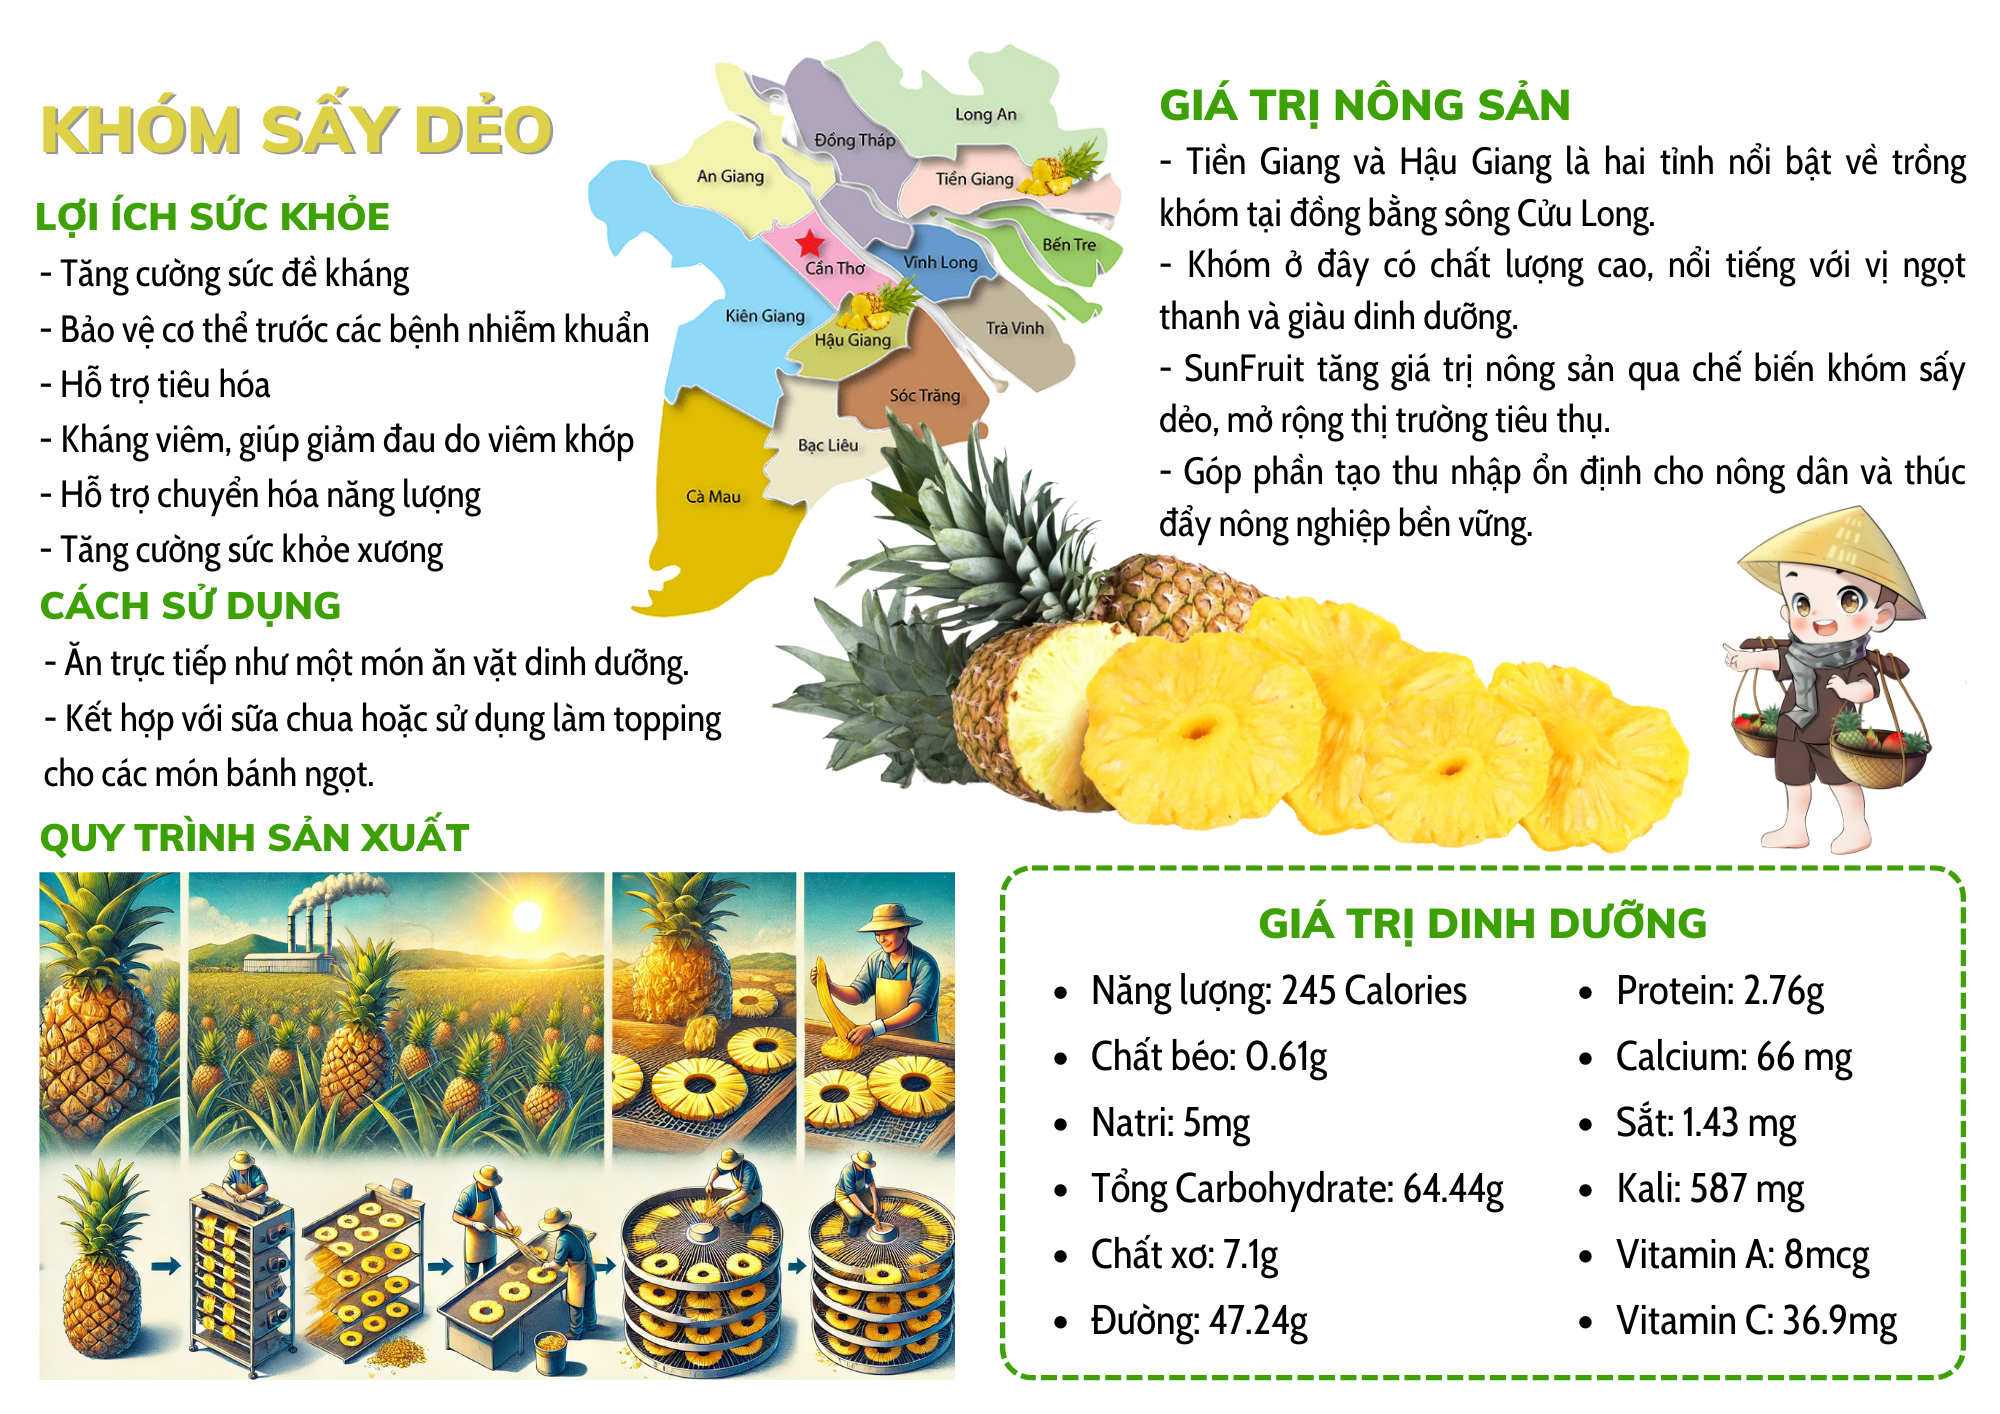 KHÓM SẤY DẺO
LỢI ÍCH SỨC KHỎE
- Tăng cường sức đề kháng
- Bảo vệ cơ thể trước các bệnh nhiễm khuẩn
- Hỗ trợ tiêu hóa
- Kháng viêm, giúp giảm đau do viêm khớp
- Hỗ trợ chuyển hóa năng lượng
- Tăng cường sức khỏe xương
CÁCH SỬ DỤNG
- Ăn trực tiếp như một món ăn vặt dinh dưỡng.
- Kết hợp với sữa chua hoặc sử dụng làm topping
cho các món bánh ngọt.
QUY TRÌNH SẢN XUẤT
Long An
Đồng Tháp
An Giang
Tiền Giang
Bến Tre
Cần Thơ
Vĩnh Long
Kiên Giang
Trà Vinh
Hậu Giang
Sóc Trăng
Bạc Liêu
Cà Mau
GIÁ TRỊ NÔNG SẢN
- Tiền Giang và Hậu Giang là hai tỉnh nổi bật về trồng
khóm tại đồng bằng sông Cửu Long.
- Khóm ở đây có chất lượng cao, nổi tiếng với vị ngọt
thanh và giàu dinh dưỡng.
- SunFruit tăng giá trị nông sản qua chế biến khóm sấy
dẻo, mở rộng thị trường tiêu thụ.
- Góp phần tạo thu nhập ổn định cho nông dân và thúc
đẩy nông nghiệp bền vững.
GIÁ TRỊ DINH DƯỠNG
• Năng lượng: 245 Calories
• Chất béo: 0.61g
• Natri: 5mg
• Tổng Carbohydrate: 64.44g
• Chất xơ: 7.1g
• Đường: 47.24g
• Protein: 2.76g
• Calcium: 66 mg
• Sắt: 1.43 mg
• Kali: 587 mg
• Vitamin A: 8mcg
• Vitamin C: 36.9mg